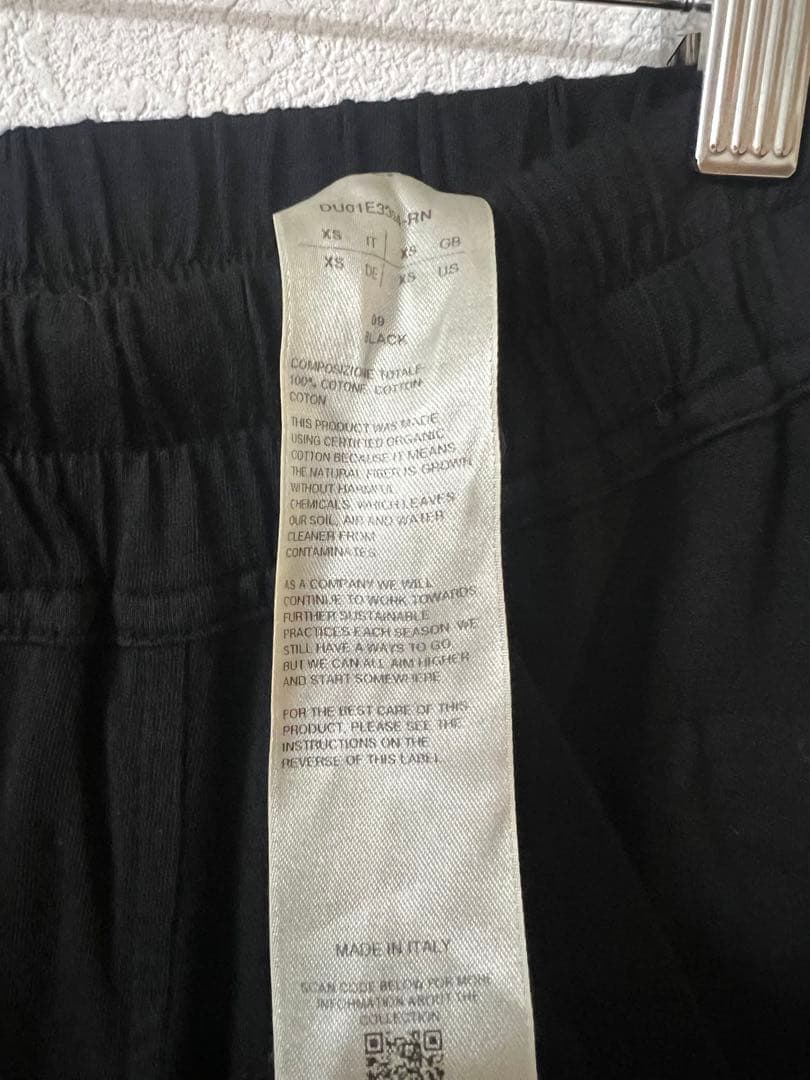 XS IT XS GB
XS DE XS US
09
BLACK
COMPOSIZIONE TOTALE
100% COTONE COTTON
COTON
THIS PRODUCT WAS MADE
USING CERTIFIED ORGANIC
COTTON BECAUSE IT MEANS
THE NATURAL FIBER IS GROWN
WITHOUT HARMFUL
CHEMICALS, WHICH LEAVES
OUR SOIL, AIR AND WATER
CLEANER FROM
CONTAMINATES
AS A COMPANY WE WILL
CONTINUE TO WORK TOWARDS
FURTHER SUSTAINABLE
PRACTICES EACH SEASON WE
STILL HAVE A WAYS TO GO
BUT WE CAN ALL AIM HIGHER
AND START SOMEWHERE
FOR THE BEST CARE OF THIS
PRODUCT, PLEASE SEE THE
INSTRUCTIONS ON THE
REVERSE OF THIS LABEL
MADE IN ITALY
SCAN CODE BELOW FOR MORE
INFORMATION ABOUT THE
COLLECTION